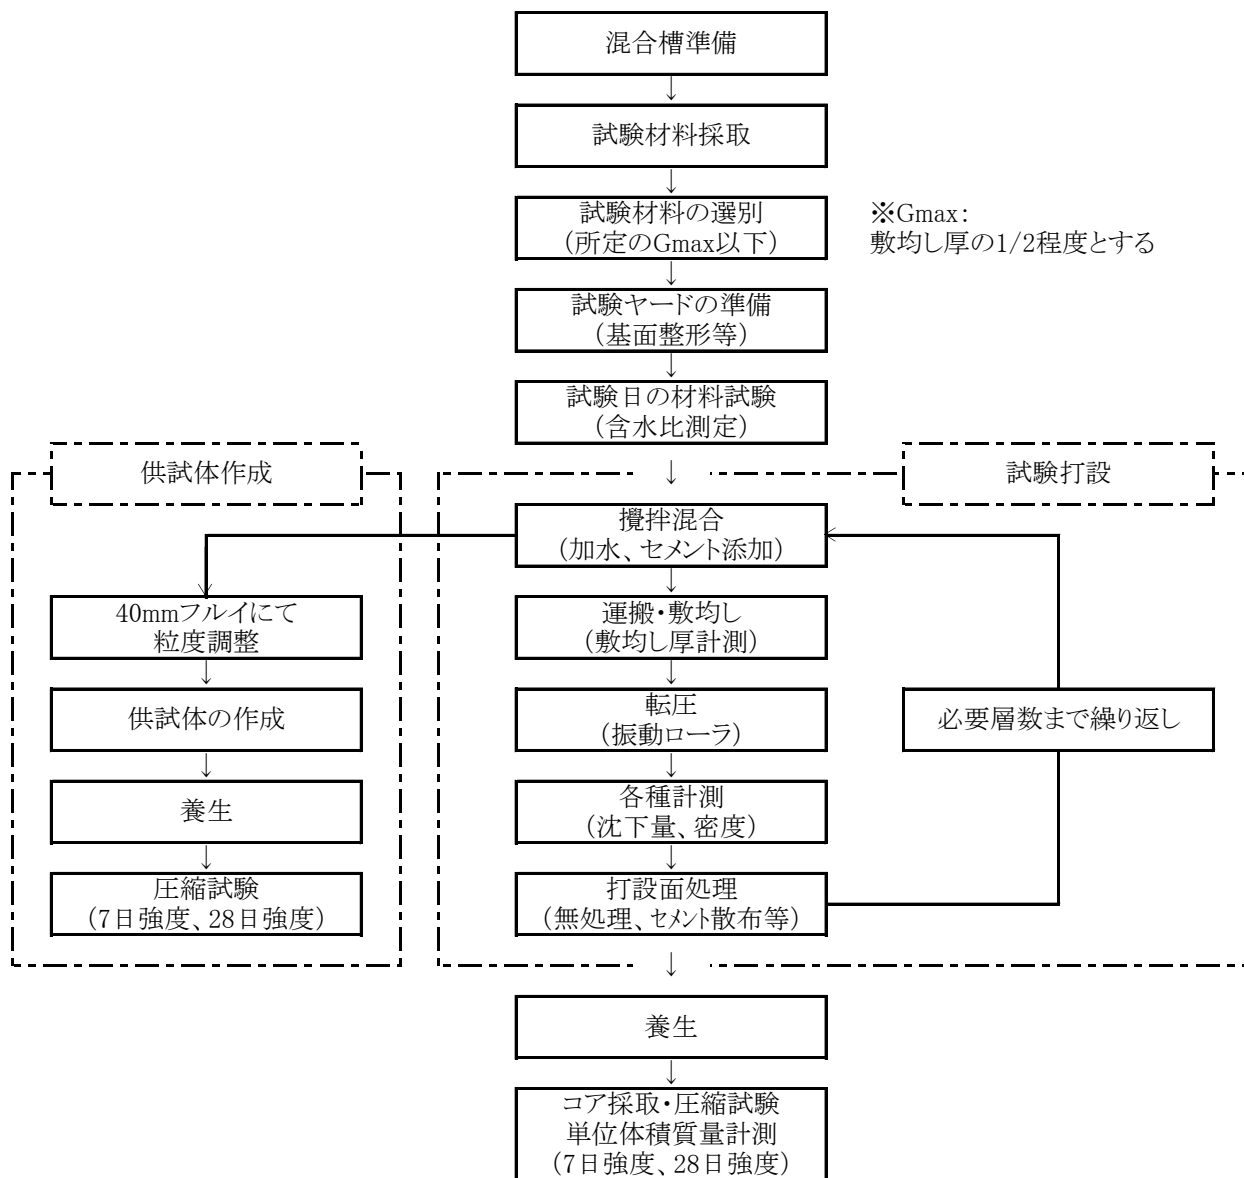 混合槽準備
↓
試験材料採取
↓
試験材料の選別
（所定のGmax以下）
※Gmax：
敷均し厚の1/2程度とする
↓
試験ヤードの準備
（基面整形等）
↓
試験日の材料試験
（含水比測定）
↓
供試体作成
試験打設
攪拌混合
（加水、セメント添加）
↓
40mmフルイにて
粒度調整
↓
供試体の作成
↓
養生
↓
圧縮試験
（7日強度、28日強度）
運搬・敷均し
（敷均し厚計測）
↓
転圧
（振動ローラ）
↓
各種計測
（沈下量、密度）
↓
打設面処理
（無処理、セメント散布等）
必要層数まで繰り返し
↓
養生
↓
コア採取・圧縮試験
単位体積質量計測
（7日強度、28日強度）